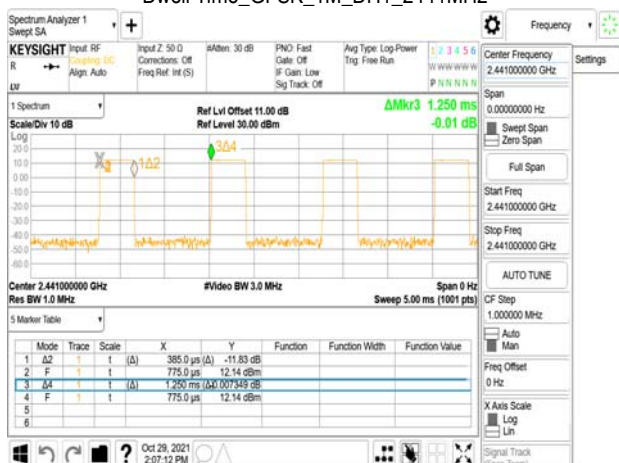 Dwell Time_GFSK_1M_DH1_2441MHz
Spectrum Analyzer 1
Swept SA
+
Frequency
Settings
KEYSIGHT
R
LW
Input: RF
Coupling: DC
Align: Auto
Input Z: 50 Ω
Corrections: Off
Freq Ref: Int (S)
#Atten: 30 dB
PNO: Fast
Gate: Off
IF Gain: Low
Sig Track: Off
Avg Type: Log-Power
Trig: Free Run
1 2 3 4 5 6
W W W W W W
P N N N N N
1 Spectrum
Scale/Div 10 dB
Log
Ref Lvl Offset 11.00 dB
Ref Level 30.00 dBm
ΔMkr3 1.250 ms
-0.01 dB
20.0
10.0
0.00
-10.0
-20.0
-30.0
-40.0
-50.0
-60.0
1Δ2
3Δ4
Center 2.441000000 GHz
Res BW 1.0 MHz
#Video BW 3.0 MHz
Span 0 Hz
Sweep 5.00 ms (1001 pts)
5 Marker Table
Mode Trace Scale X Y Function Function Width Function Value
1 Δ2 1 t (Δ) 385.0 µs (Δ) -11.83 dB
2 F 1 t 775.0 µs 12.14 dBm
3 Δ4 1 t (Δ) 1.250 ms (Δ) 0.007349 dB
4 F 1 t 775.0 µs 12.14 dBm
5
6
Center Frequency
2.441000000 GHz
Span
0.00000000 Hz
Swept Span
Zero Span
Full Span
Start Freq
2.441000000 GHz
Stop Freq
2.441000000 GHz
AUTO TUNE
CF Step
1.000000 MHz
Auto
Man
Freq Offset
0 Hz
X Axis Scale
Log
Lin
Signal Track
?
Oct 29, 2021
2:07:12 PM